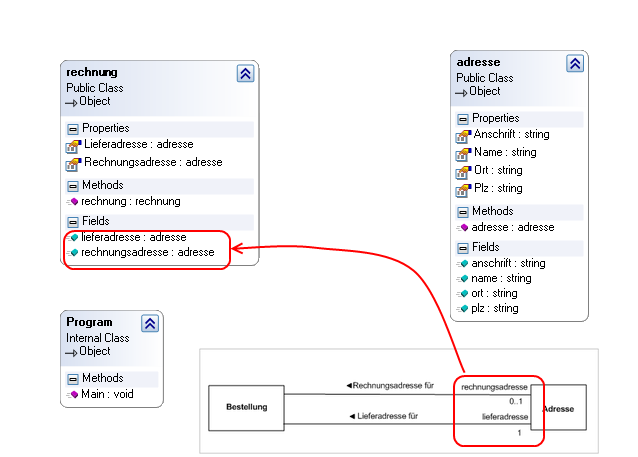 rechnung
Public Class
Object
Properties
Lieferadresse : adresse
Rechnungsadresse : adresse
Methods
rechnung : rechnung
Fields
lieferadresse : adresse
rechnungsadresse : adresse
adresse
Public Class
Object
Properties
Anschrift : string
Name : string
Ort : string
Plz : string
Methods
adresse : adresse
Fields
anschrift : string
name : string
ort : string
plz : string
Program
Internal Class
Object
Methods
Main : void
◄Rechnungsadresse für rechnungsadresse
0..1
Bestellung Adresse
◄ Lieferadresse für lieferadresse
1